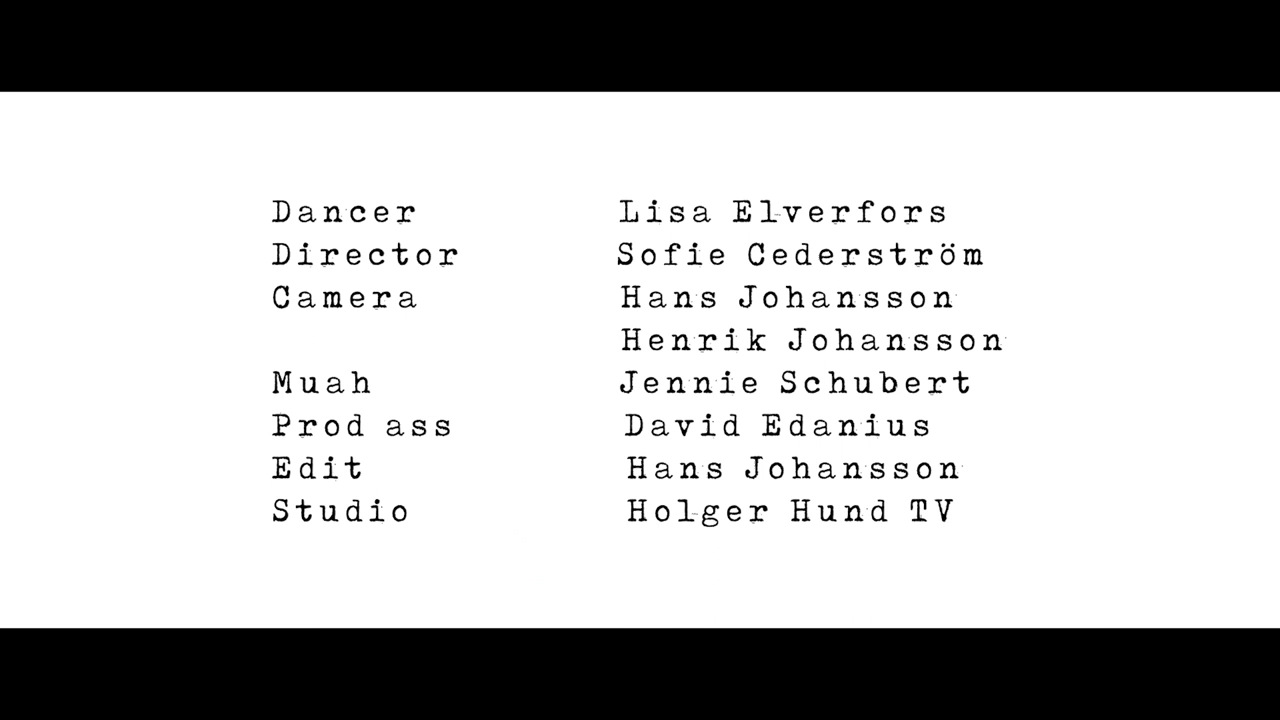 Dancer Lisa Elverfors
Director Sofie Cederström
Camera Hans Johansson
Henrik Johansson
Muah Jennie Schubert
Prod ass David Edanius
Edit Hans Johansson
Studio Holger Hund TV